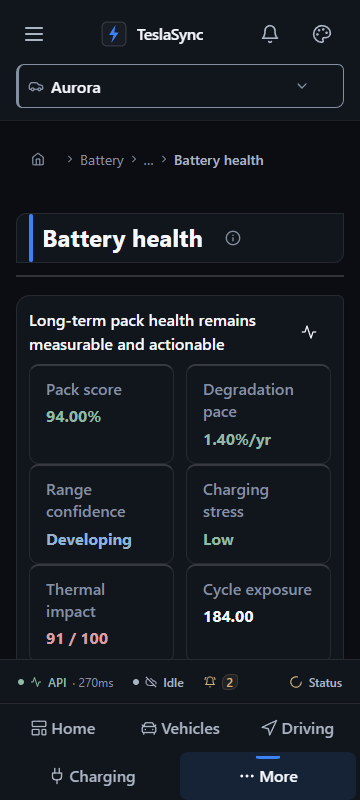 TeslaSync
Aurora
Battery ... Battery health
Battery health
Long-term pack health remains
measurable and actionable
Pack score
94.00%
Degradation
pace
1.40%/yr
Range
confidence
Developing
Charging
stress
Low
Thermal
impact
91 / 100
Cycle exposure
184.00
API · 270ms Idle 2 Status
Home Vehicles Driving
Charging More